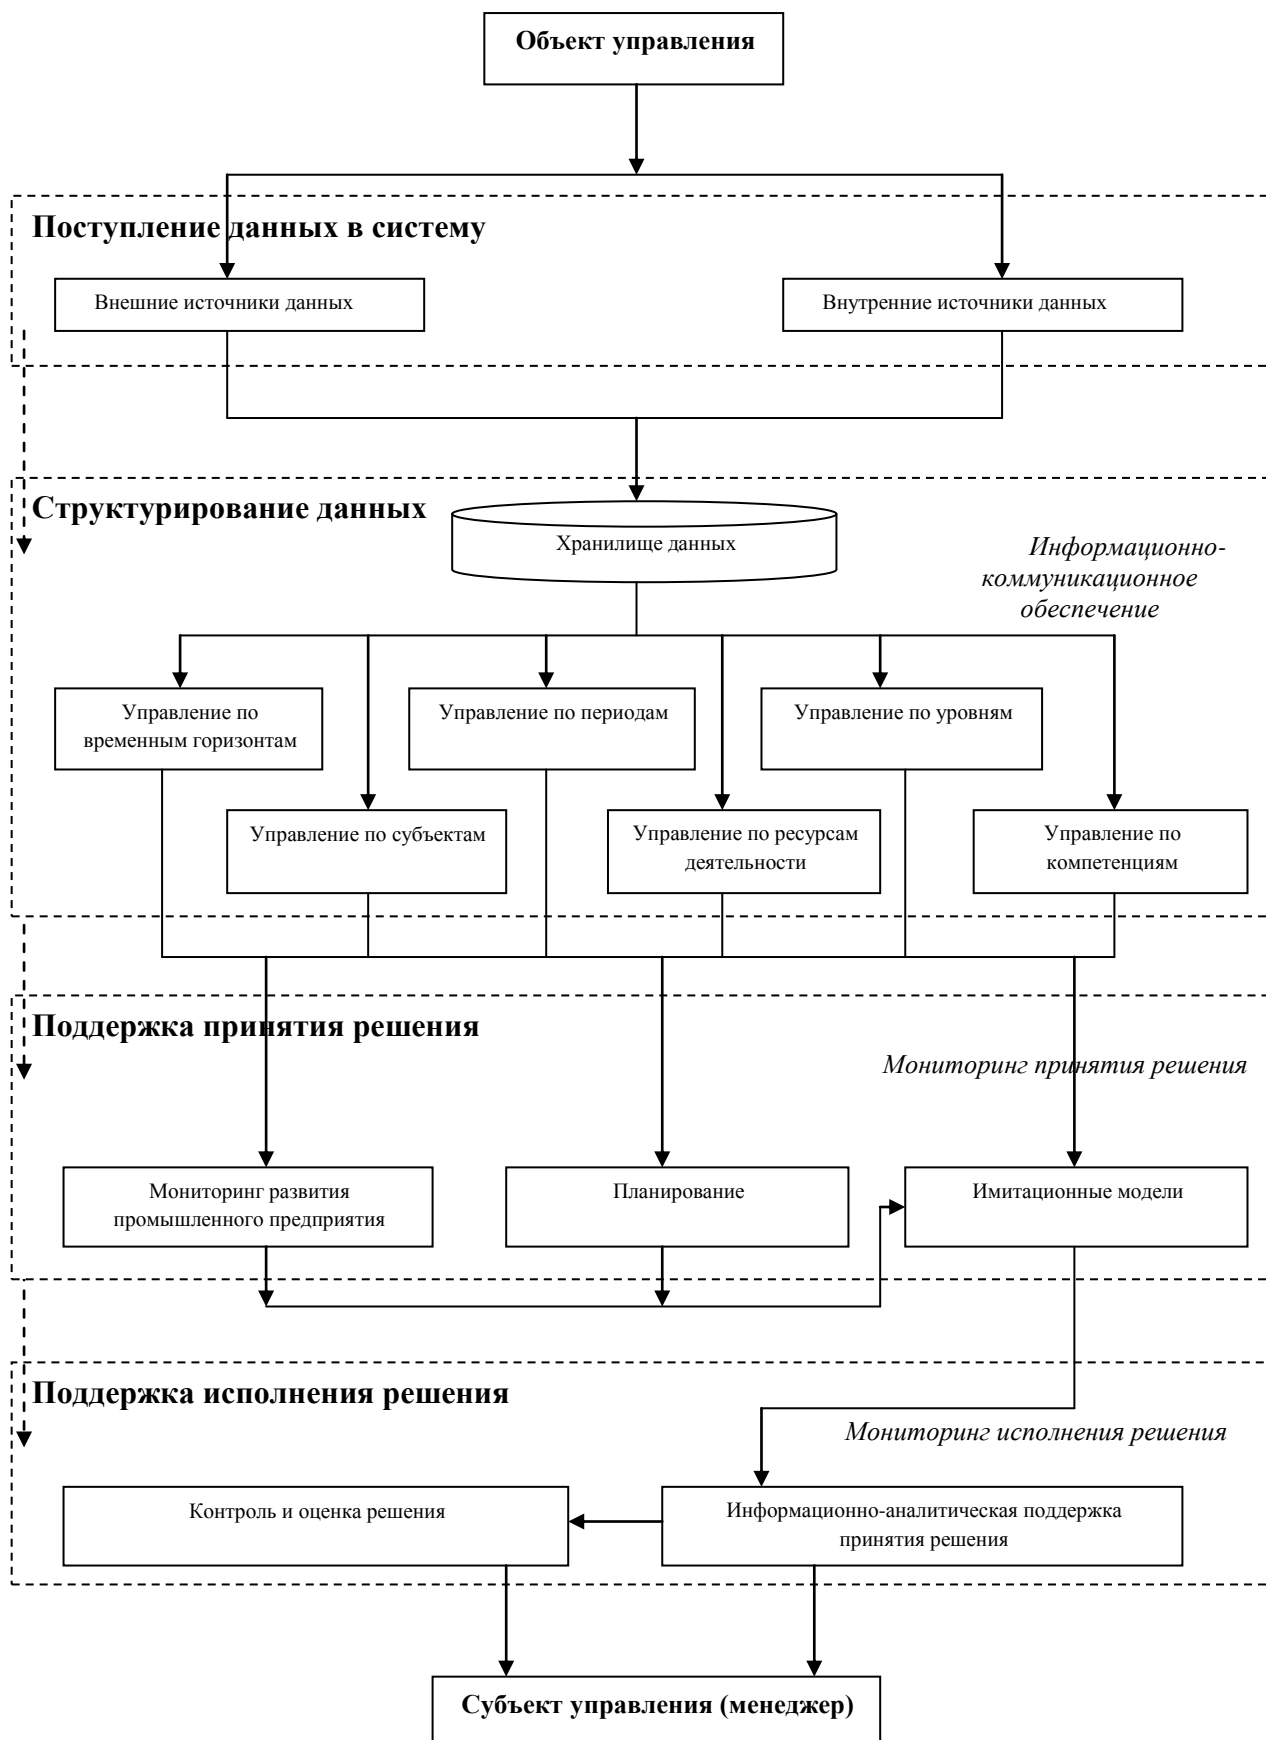 Объект управления
Поступление данных в систему
Внешние источники данных
Внутренние источники данных
Структурирование данных
Хранилище данных
Информационно-
коммуникационное
обеспечение
Управление по
временным горизонтам
Управление по периодам
Управление по уровням
Управление по субъектам
Управление по ресурсам
деятельности
Управление по
компетенциям
Поддержка принятия решения
Мониторинг принятия решения
Мониторинг развития
промышленного предприятия
Планирование
Имитационные модели
Поддержка исполнения решения
Мониторинг исполнения решения
Контроль и оценка решения
Информационно-аналитическая поддержка
принятия решения
Субъект управления (менеджер)